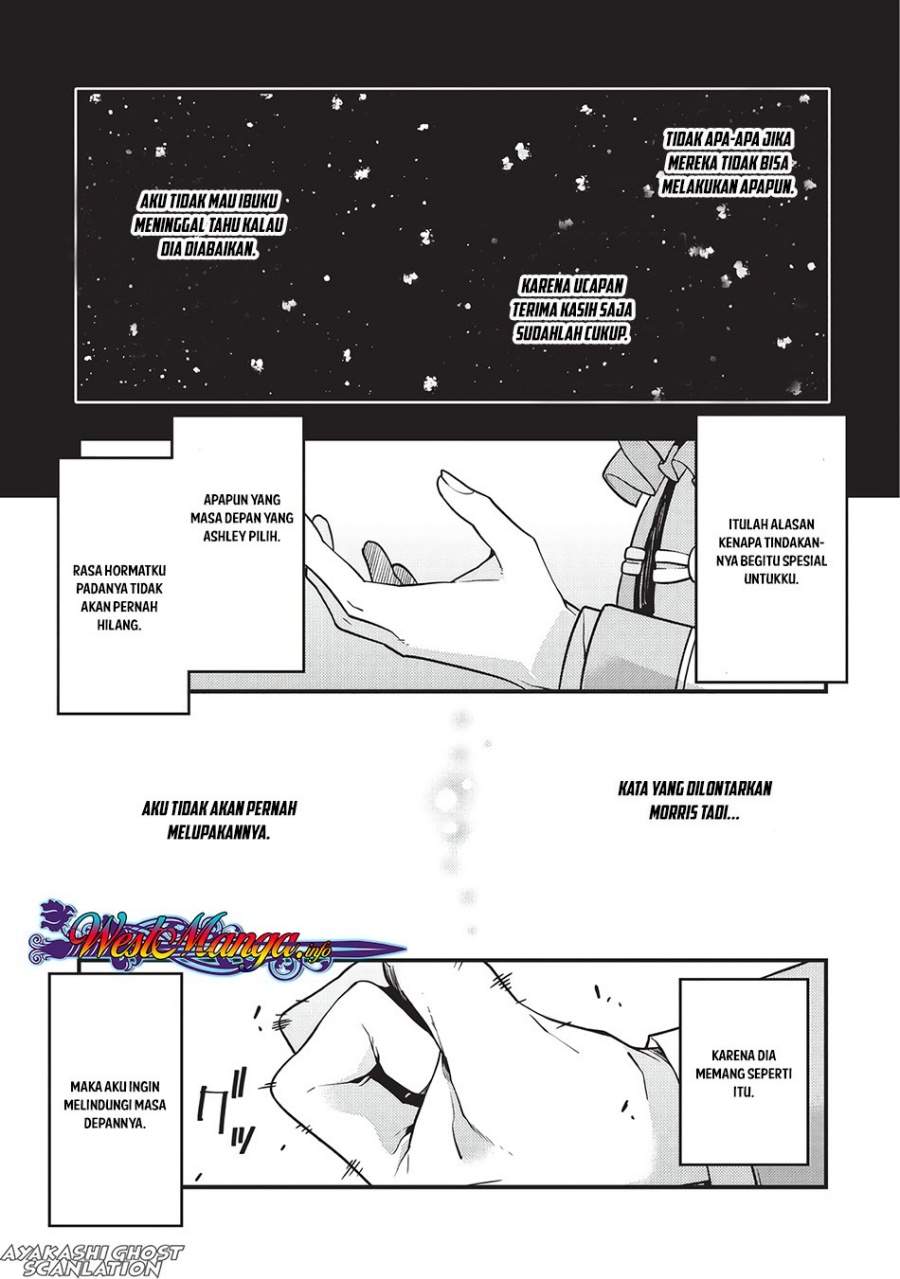 TIDAK APA-APA JIKA
MEREKA TIDAK BISA
MELAKUKAN APAPUN.
AKU TIDAK MAU IBUKU
MENINGGAL TAHU KALAU
DIA DIABAIKAN.
KARENA UCAPAN
TERIMA KASIH SAJA
SUDAHLAH CUKUP.
ITULAH ALASAN
KENAPA TINDAKAN-
NYA BEGITU SPESIAL
UNTUKKU.
APAPUN YANG
MASA DEPAN YANG
ASHLEY PILIH.
RASA HORMATKU
PADANYA TIDAK
AKAN PERNAH
HILANG.
KATA YANG DILONTARKAN
MORRIS TADI...
AKU TIDAK AKAN PERNAH
MELUPAKANNYA.
WestManga.info
KARENA DIA
MEMANG SEPERTI
ITU.
MAKA AKU INGIN
MELINDUNGI MASA
DEPANNYA.
グッ
AYAKASHI GHOST
SCANLATION